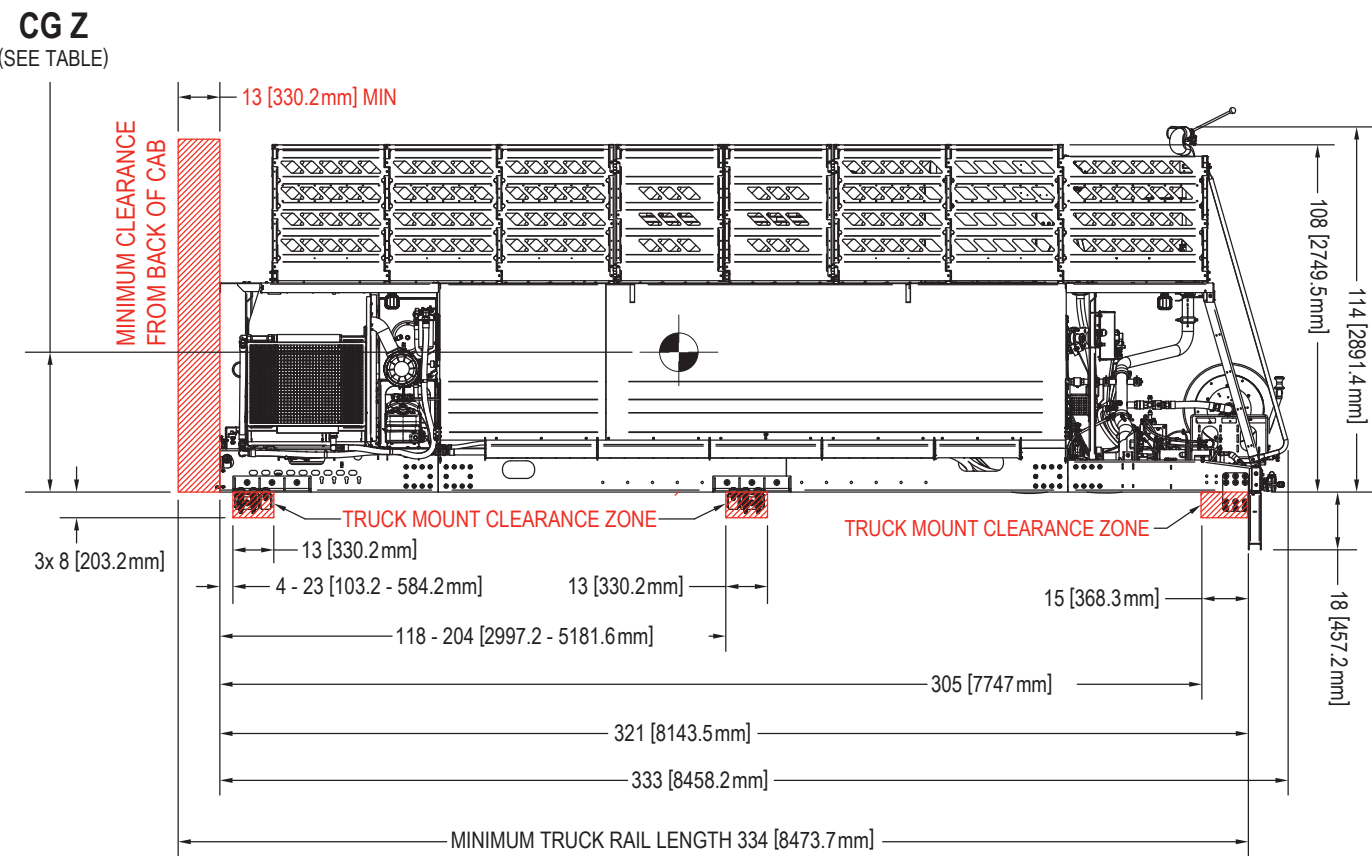 CG Z
(SEE TABLE)
13 [330.2mm] MIN
MINIMUM CLEARANCE
FROM BACK OF CAB
108 [2749.5mm]
114 [2891.4mm]
TRUCK MOUNT CLEARANCE ZONE
TRUCK MOUNT CLEARANCE ZONE
3x 8 [203.2mm]
13 [330.2mm]
4 - 23 [103.2 - 584.2mm]
13 [330.2mm]
15 [368.3mm]
18 [457.2mm]
118 - 204 [2997.2 - 5181.6mm]
305 [7747mm]
321 [8143.5mm]
333 [8458.2mm]
MINIMUM TRUCK RAIL LENGTH 334 [8473.7mm]